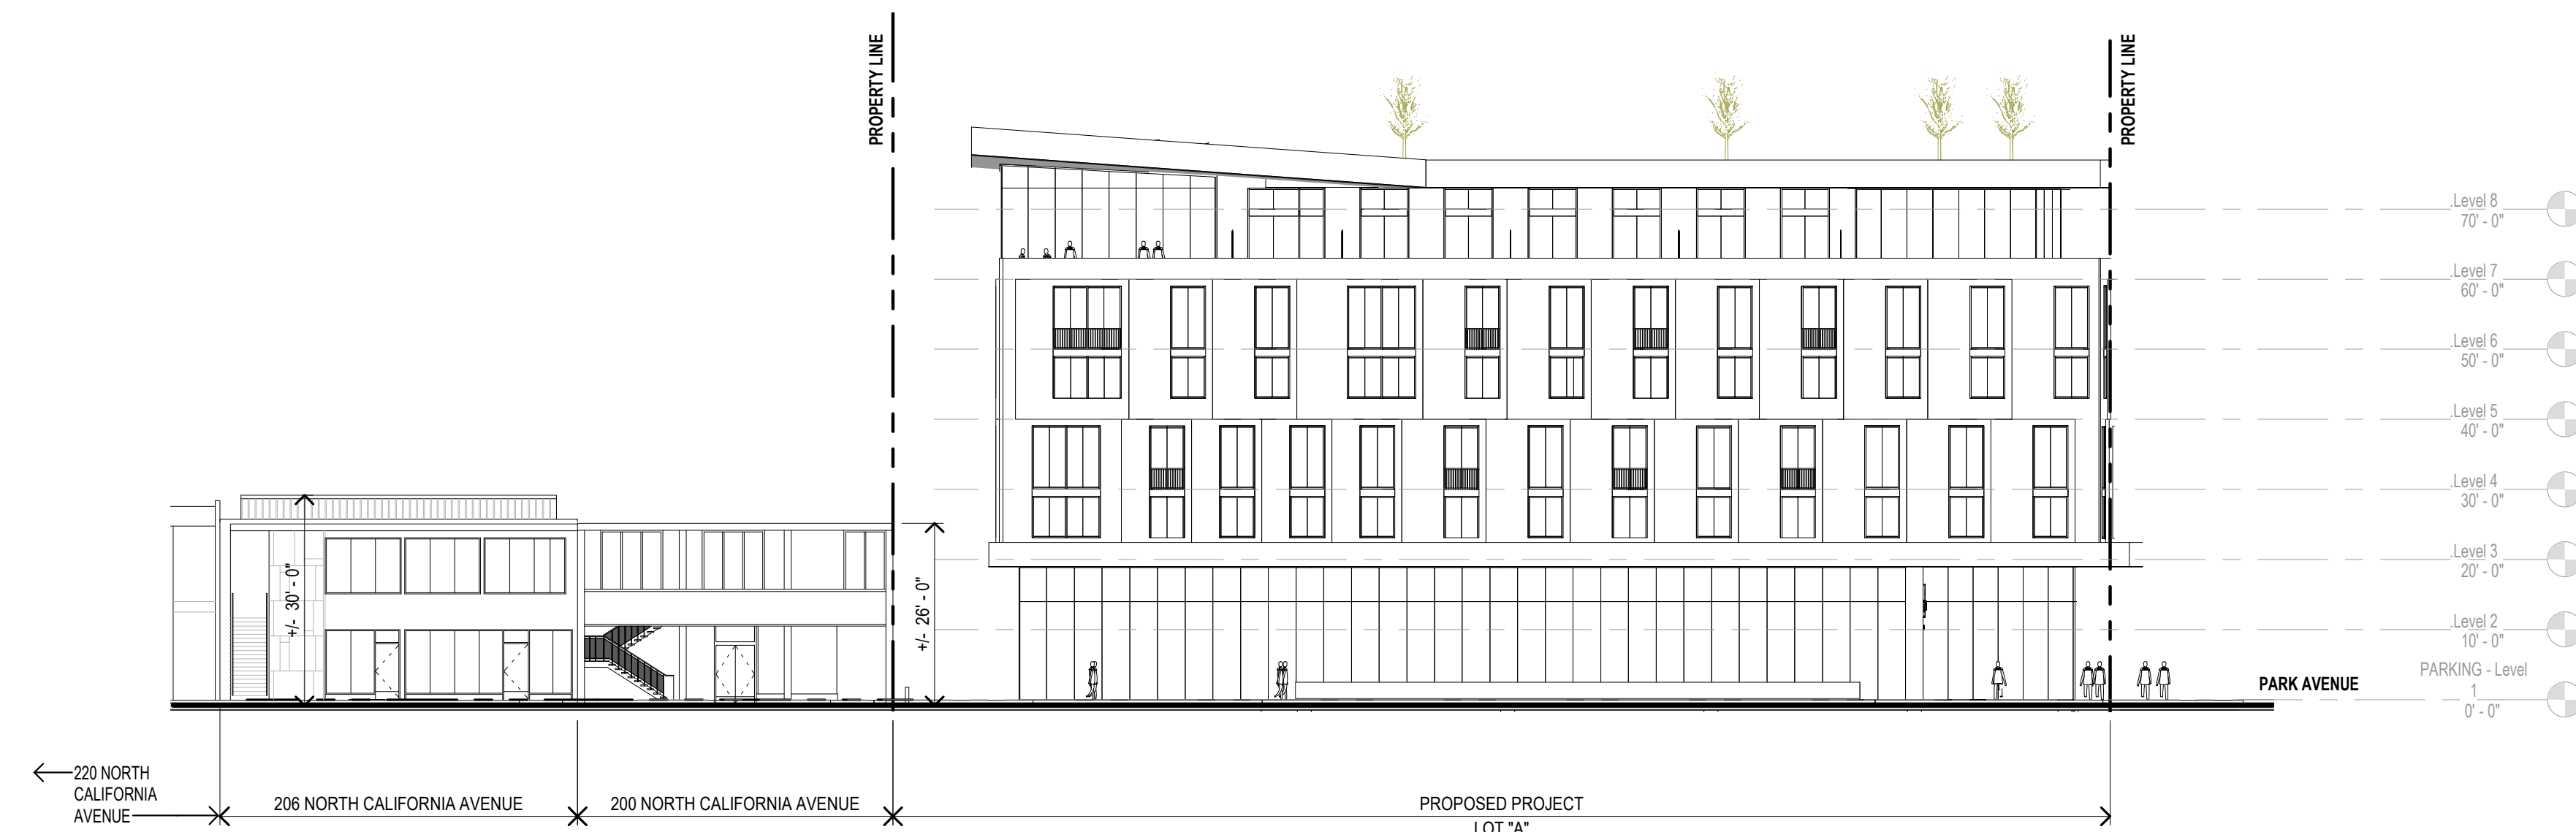 PROPERTY LINE
PROPERTY LINE
.Level 8
70' - 0"
.Level 7
60' - 0"
.Level 6
50' - 0"
.Level 5
40' - 0"
.Level 4
30' - 0"
.Level 3
20' - 0"
.Level 2
10' - 0"
PARKING - Level
1
0' - 0"
+/- 30' - 0"
+/- 26' - 0"
PARK AVENUE
220 NORTH
CALIFORNIA
AVENUE
206 NORTH CALIFORNIA AVENUE
200 NORTH CALIFORNIA AVENUE
PROPOSED PROJECT
LOT "A"